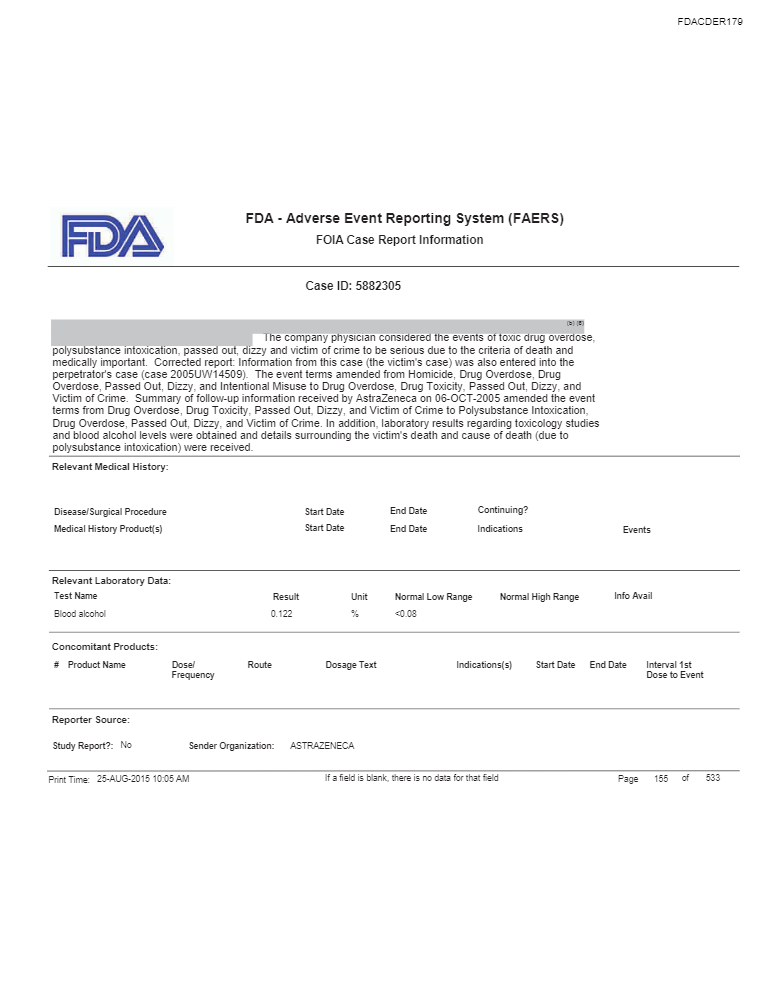 FDACDER179
FDA
FDA - Adverse Event Reporting System (FAERS)
FOIA Case Report Information
Case ID: 5882305
(b) (6)
The company physician considered the events of toxic drug overdose,
polysubstance intoxication, passed out, dizzy and victim of crime to be serious due to the criteria of death and
medically important.  Corrected report: Information from this case (the victim's case) was also entered into the
perpetrator's case (case 2005UW14509).  The event terms amended from Homicide, Drug Overdose, Drug
Overdose, Passed Out, Dizzy, and Intentional Misuse to Drug Overdose, Drug Toxicity, Passed Out, Dizzy, and
Victim of Crime.  Summary of follow-up information received by AstraZeneca on 06-OCT-2005 amended the event
terms from Drug Overdose, Drug Toxicity, Passed Out, Dizzy, and Victim of Crime to Polysubstance Intoxication,
Drug Overdose, Passed Out, Dizzy, and Victim of Crime. In addition, laboratory results regarding toxicology studies
and blood alcohol levels were obtained and details surrounding the victim's death and cause of death (due to
polysubstance intoxication) were received.
Relevant Medical History:
Disease/Surgical Procedure Start Date End Date Continuing?
Medical History Product(s) Start Date End Date Indications Events
Relevant Laboratory Data:
Test Name Result Unit Normal Low Range Normal High Range Info Avail
Blood alcohol 0.122 % <0.08
Concomitant Products:
# Product Name Dose/ Route Dosage Text Indications(s) Start Date End Date Interval 1st
Frequency Dose to Event
Reporter Source:
Study Report?: No Sender Organization: ASTRAZENECA
Print Time: 25-AUG-2015 10:05 AM If a field is blank, there is no data for that field Page 155 of 533